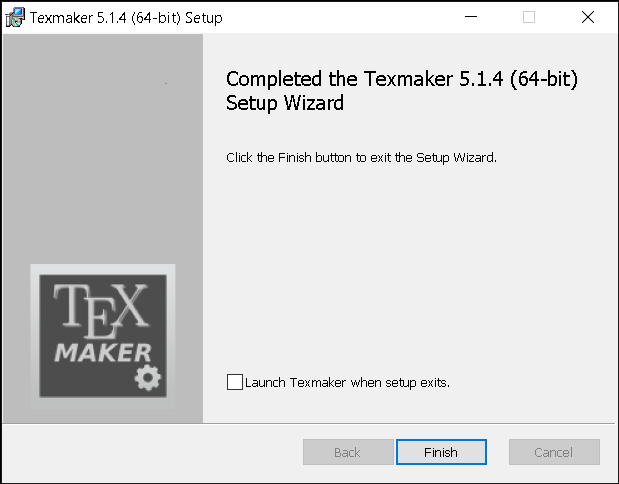 Texmaker 5.1.4 (64-bit) Setup
Completed the Texmaker 5.1.4 (64-bit)
Setup Wizard
Click the Finish button to exit the Setup Wizard.
TEX
MAKER
Launch Texmaker when setup exits.
Back
Finish
Cancel